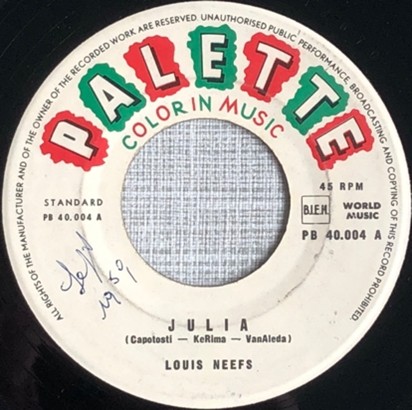 ALL RIGHTS OF THE MANUFACTURER AND OF THE OWNER OF THE RECORDED WORK ARE RESERVED. UNAUTHORISED PUBLIC PERFORMANCE, BROADCASTING AND COPYING OF THIS RECORD PROHIBITED
PALETTE
COLOR IN MUSIC
STANDARD
PB 40.004 A
45 RPM
B.I.E.M.
WORLD
MUSIC
PB 40.004 A
JULIA
(Capotosti — KeRima — VanAleda)
LOUIS NEEFS